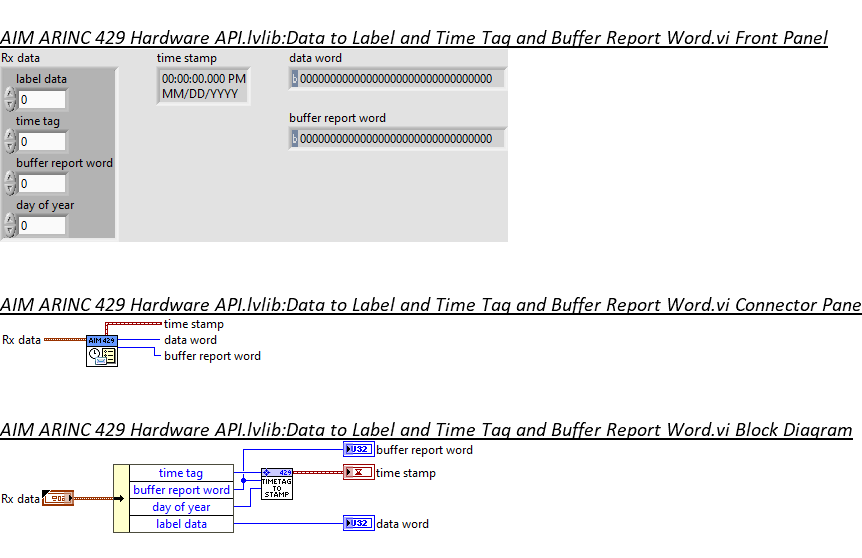 AIM ARINC 429 Hardware API.lvlib:Data to Label and Time Tag and Buffer Report Word.vi Front Panel
Rx data
time stamp
data word
label data
00:00:00.000 PM
MM/DD/YYYY
b 00000000000000000000000000000000
0
time tag
buffer report word
0
b 00000000000000000000000000000000
buffer report word
0
day of year
0
AIM ARINC 429 Hardware API.lvlib:Data to Label and Time Tag and Buffer Report Word.vi Connector Pane
time stamp
Rx data
AIM 429
data word
buffer report word
AIM ARINC 429 Hardware API.lvlib:Data to Label and Time Tag and Buffer Report Word.vi Block Diagram
U32 buffer report word
time tag
429
time stamp
buffer report word
TIMETAG
TO
STAMP
Rx data
day of year
label data
U32 data word